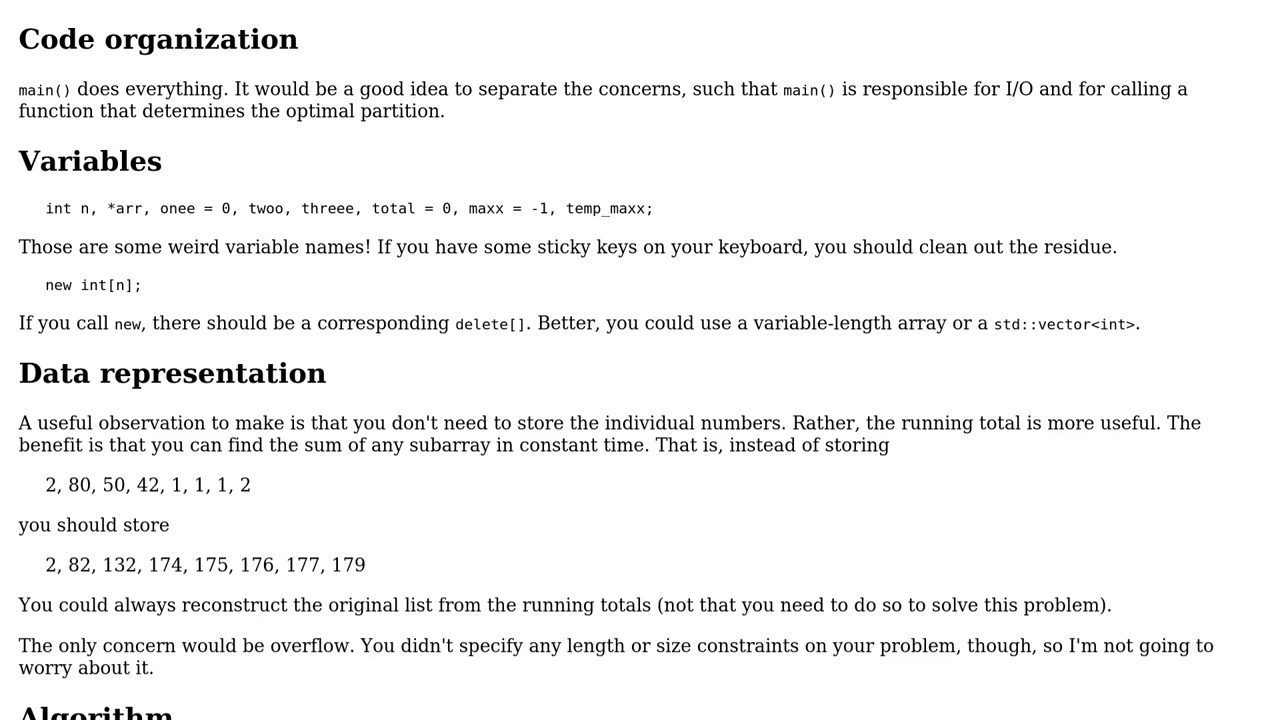 Code organization
main() does everything. It would be a good idea to separate the concerns, such that main() is responsible for I/O and for calling a
function that determines the optimal partition.
Variables
int n, *arr, onee = 0, twoo, threee, total = 0, maxx = -1, temp_maxx;
Those are some weird variable names! If you have some sticky keys on your keyboard, you should clean out the residue.
new int[n];
If you call new, there should be a corresponding delete[]. Better, you could use a variable-length array or a std::vector<int>.
Data representation
A useful observation to make is that you don't need to store the individual numbers. Rather, the running total is more useful. The
benefit is that you can find the sum of any subarray in constant time. That is, instead of storing
2, 80, 50, 42, 1, 1, 1, 2
you should store
2, 82, 132, 174, 175, 176, 177, 179
You could always reconstruct the original list from the running totals (not that you need to do so to solve this problem).
The only concern would be overflow. You didn't specify any length or size constraints on your problem, though, so I'm not going to
worry about it.
Algorithm